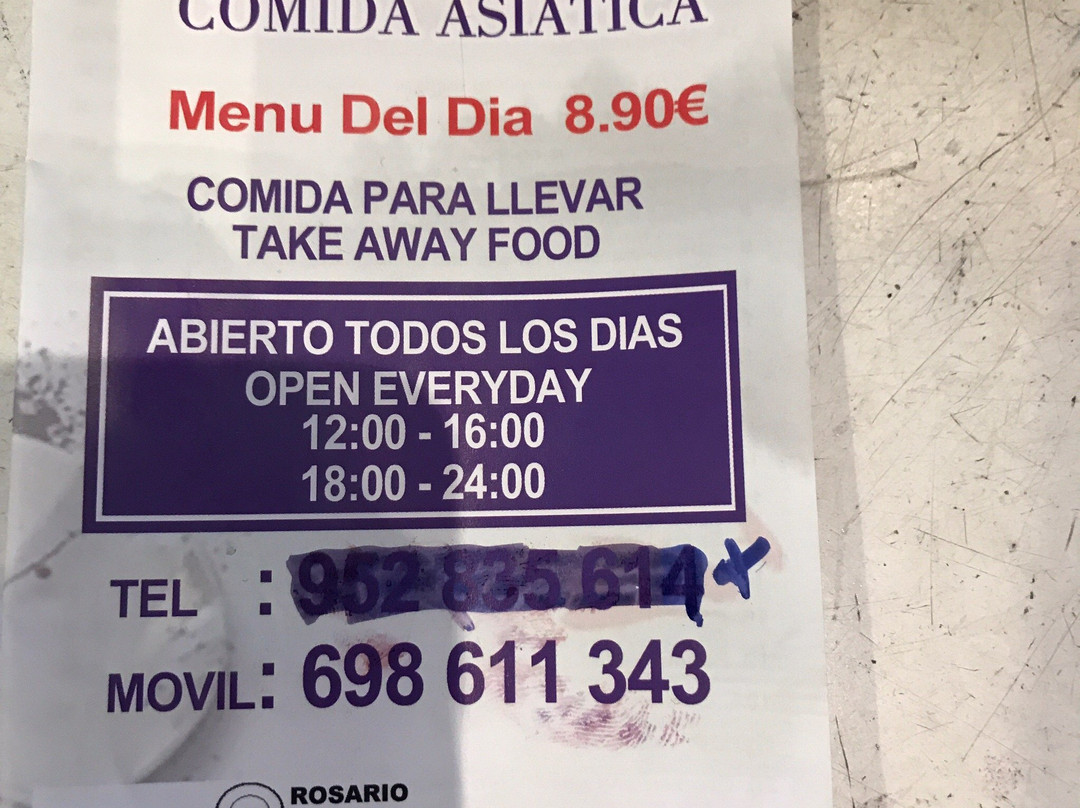 COMIDA ASIATICA
Menu Del Dia 8.90€
COMIDA PARA LLEVAR
TAKE AWAY FOOD
ABIERTO TODOS LOS DIAS
OPEN EVERYDAY
12:00 - 16:00
18:00 - 24:00
TEL : 952 835 614
MOVIL: 698 611 343
ROSARIO